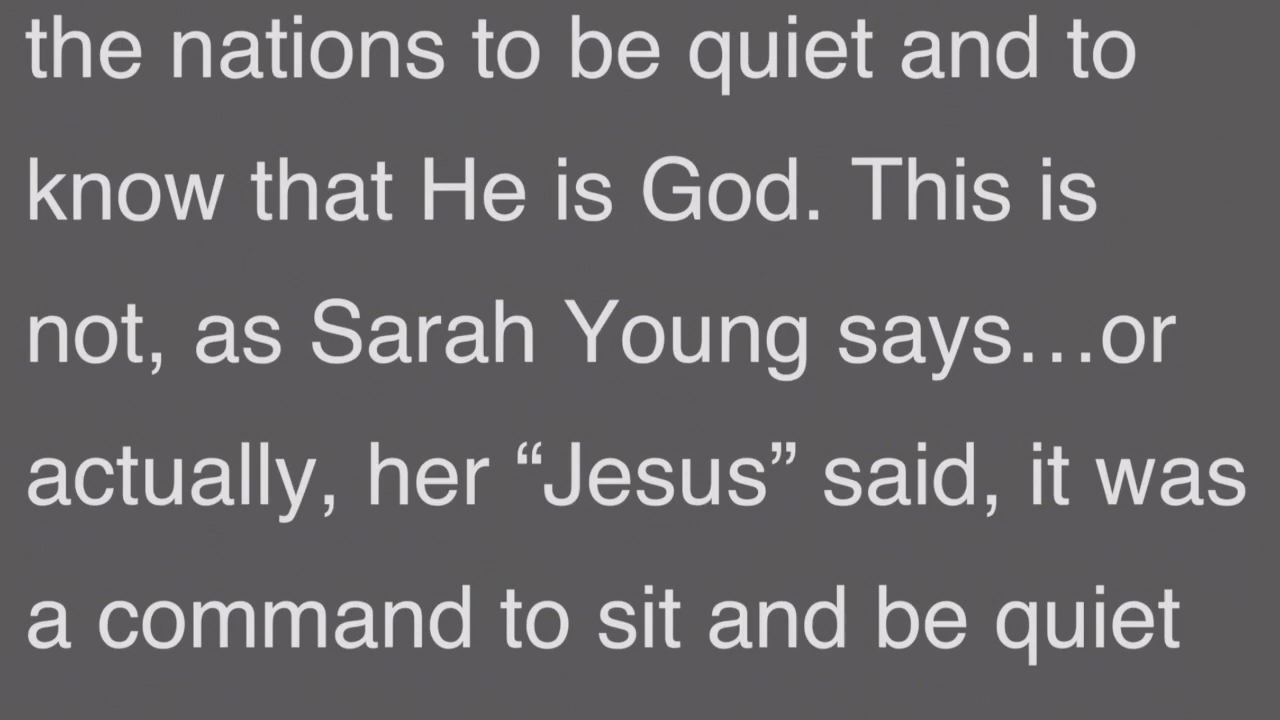 the nations to be quiet and to
know that He is God. This is
not, as Sarah Young says…or
actually, her “Jesus” said, it was
a command to sit and be quiet